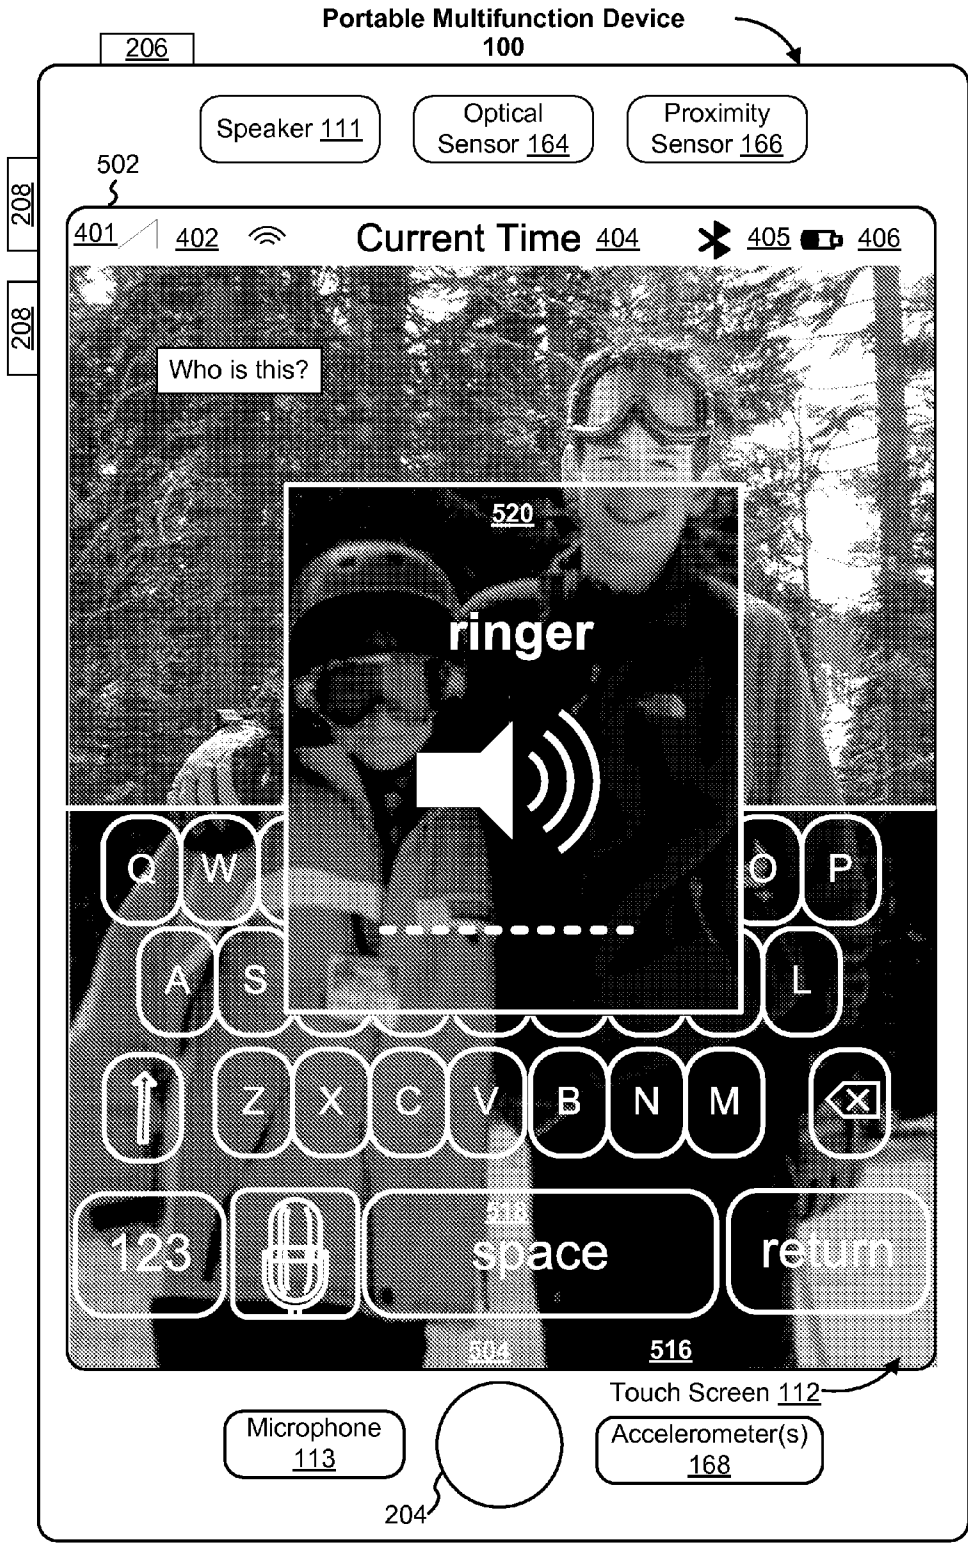 Portable Multifunction Device
100
206
Speaker 111
Optical
Sensor 164
Proximity
Sensor 166
208
502
401
402
Current Time 404
405
406
208
Who is this?
520
ringer
Q W O P
A S L
Z X C V B N M
518
123 space return
504
516
Touch Screen 112
Microphone
113
Accelerometer(s)
168
204